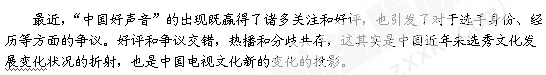 最近，“中国好声音”的出现既赢得了诸多关注和好评，也引发了对于选手身份、经
历等方面的争议。好评和争议交错，热播和分歧共存，这其实是中国近年来选秀文化发
展变化状况的折射，也是中国电视文化新的变化的投影。